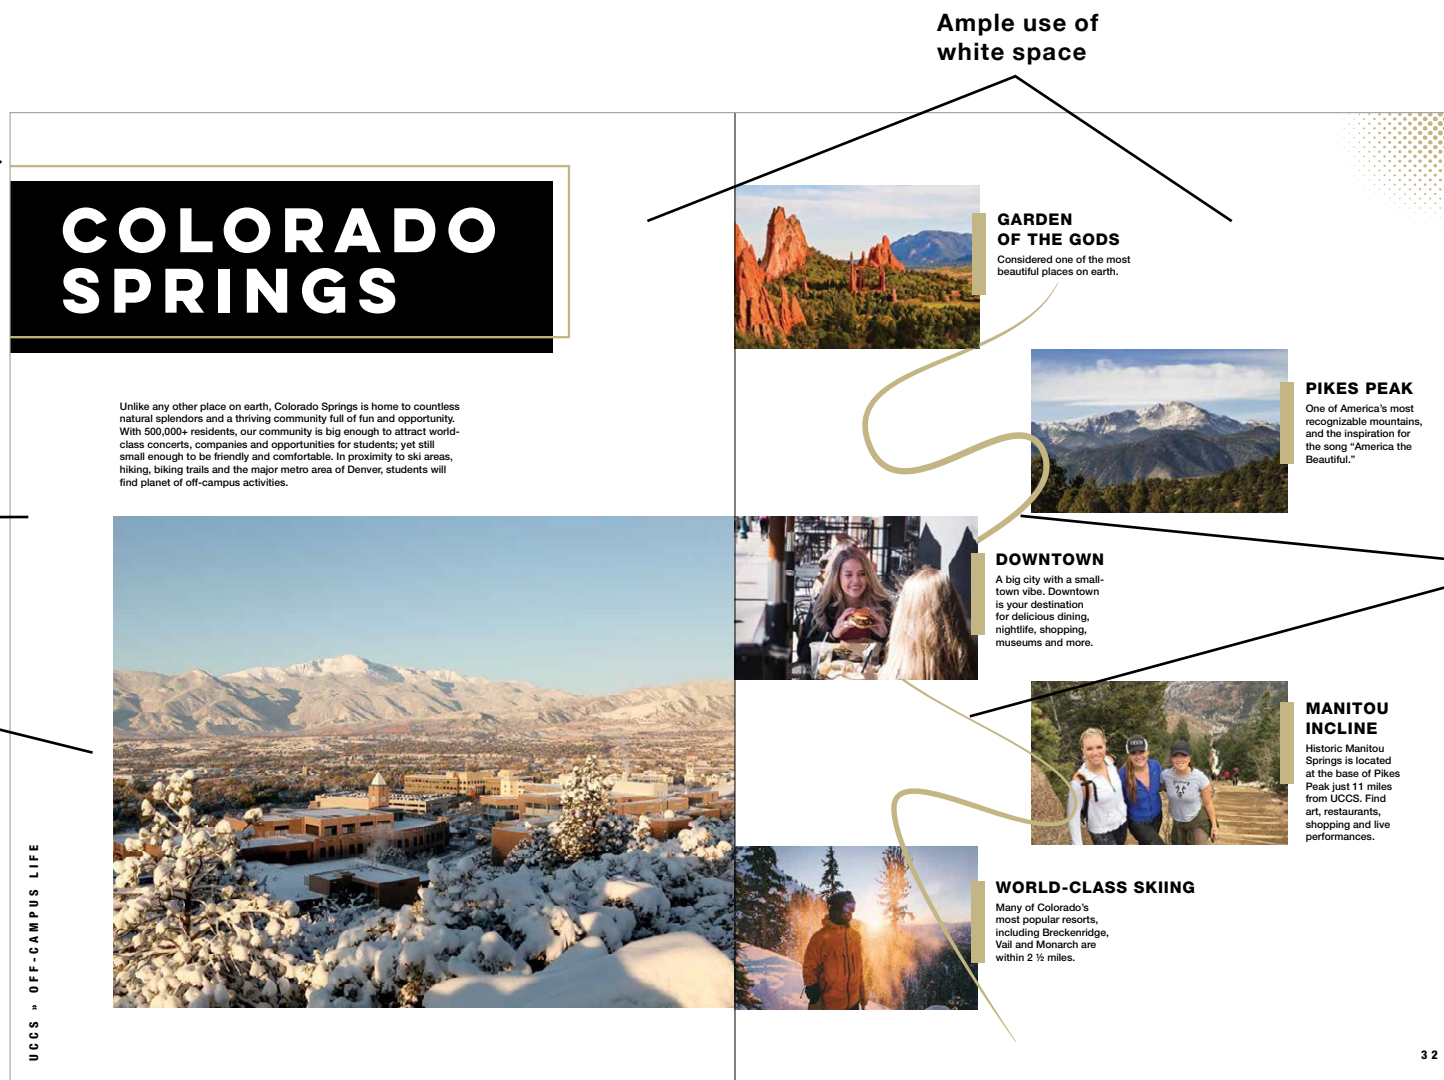 Ample use of
white space
COLORADO
SPRINGS
Unlike any other place on earth, Colorado Springs is home to countless
natural splendors and a thriving community full of fun and opportunity.
With 500,000+ residents, our community is big enough to attract world-
class concerts, companies and opportunities for students; yet still
small enough to be friendly and comfortable. In proximity to ski areas,
hiking, biking trails and the major metro area of Denver, students will
find planet of off-campus activities.
GARDEN
OF THE GODS
Considered one of the most
beautiful places on earth.
PIKES PEAK
One of America’s most
recognizable mountains,
and the inspiration for
the song “America the
Beautiful.”
DOWNTOWN
A big city with a small-
town vibe. Downtown
is your destination
for delicious dining,
nightlife, shopping,
museums and more.
MANITOU
INCLINE
Historic Manitou
Springs is located
at the base of Pikes
Peak just 11 miles
from UCCS. Find
art, restaurants,
shopping and live
performances.
WORLD-CLASS SKIING
Many of Colorado’s
most popular resorts,
including Breckenridge,
Vail and Monarch are
within 2 ½ miles.
UCCS » OFF-CAMPUS LIFE
32